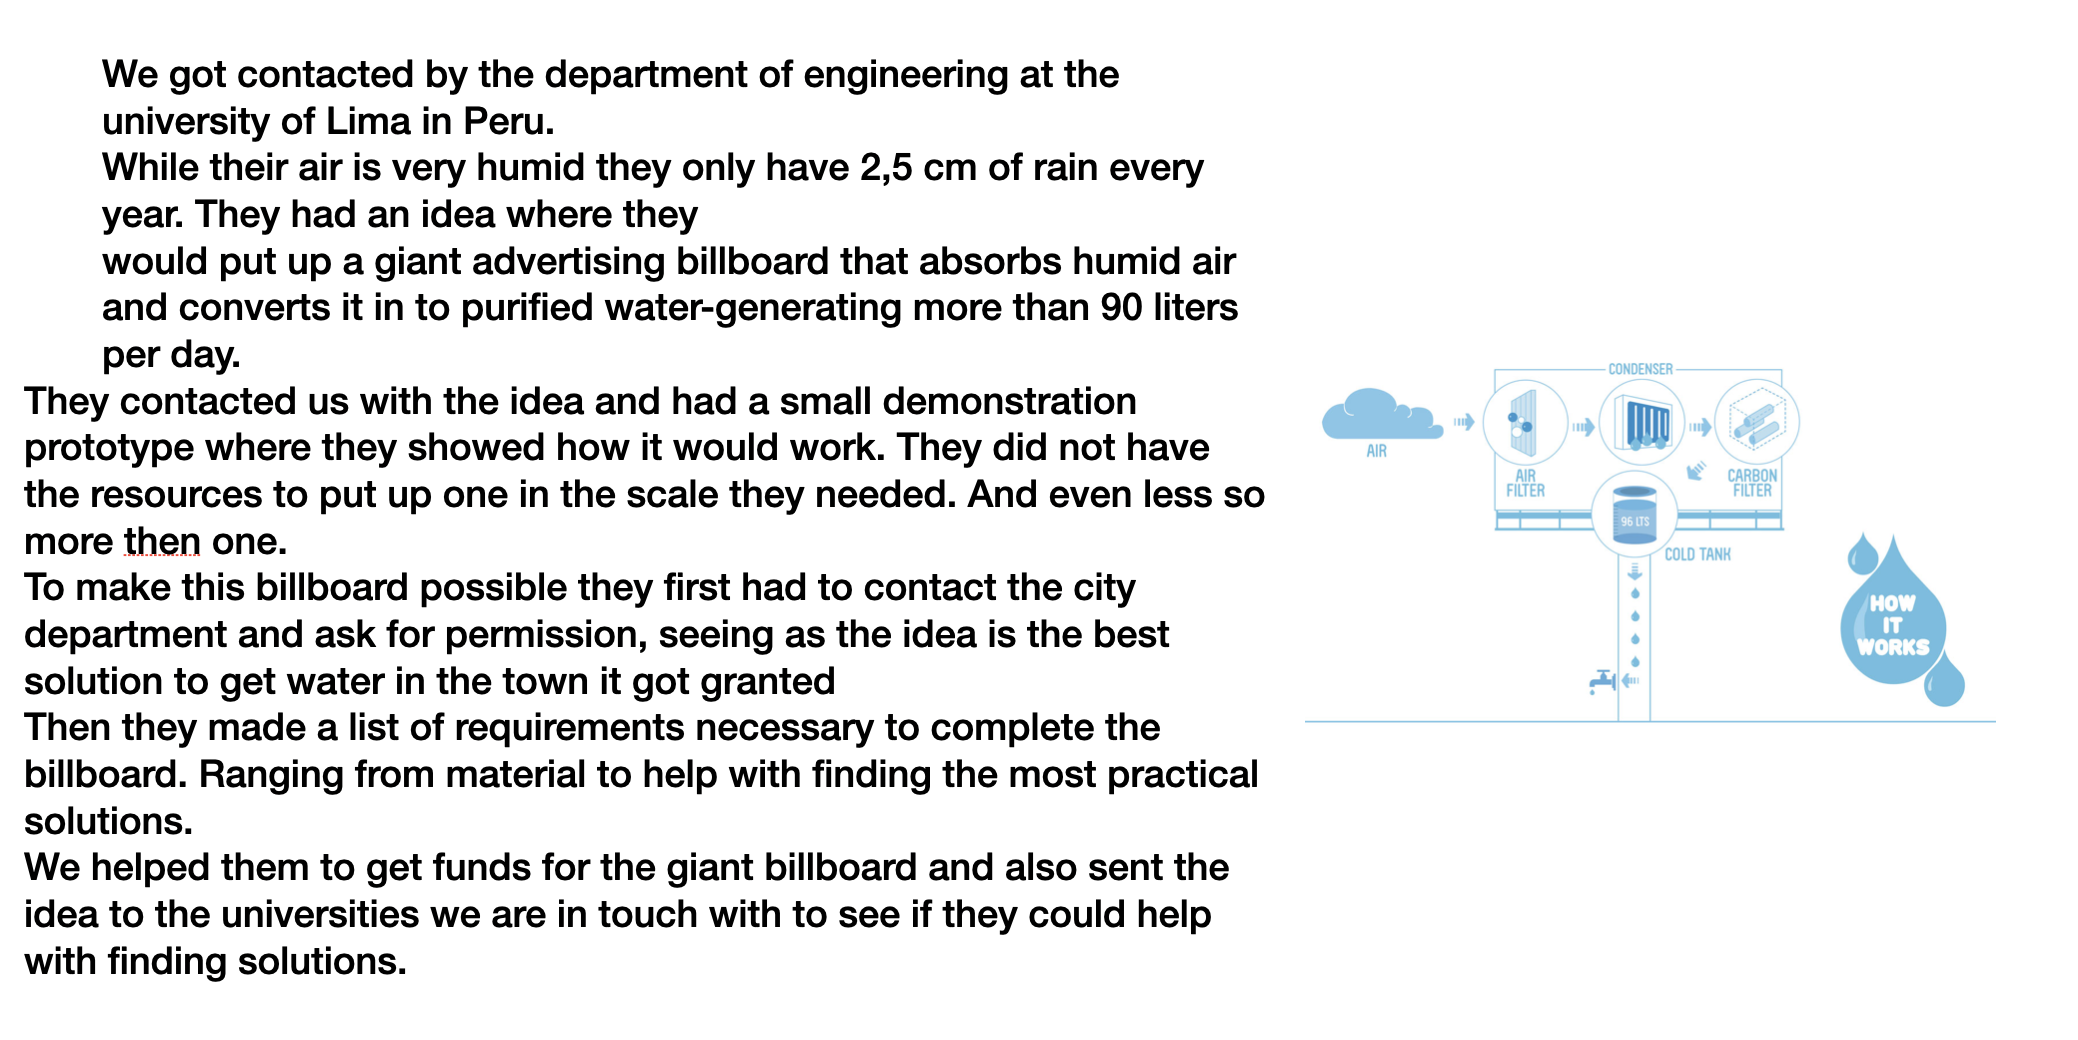 We got contacted by the department of engineering at the
university of Lima in Peru.
While their air is very humid they only have 2,5 cm of rain every
year. They had an idea where they
would put up a giant advertising billboard that absorbs humid air
and converts it in to purified water-generating more than 90 liters
per day.
They contacted us with the idea and had a small demonstration
prototype where they showed how it would work. They did not have
the resources to put up one in the scale they needed. And even less so
more then one.
To make this billboard possible they first had to contact the city
department and ask for permission, seeing as the idea is the best
solution to get water in the town it got granted
Then they made a list of requirements necessary to complete the
billboard. Ranging from material to help with finding the most practical
solutions.
We helped them to get funds for the giant billboard and also sent the
idea to the universities we are in touch with to see if they could help
with finding solutions.
CONDENSER
AIR
AIR
FILTER
CARBON
FILTER
96 LTS
COLD TANK
HOW
IT
WORKS